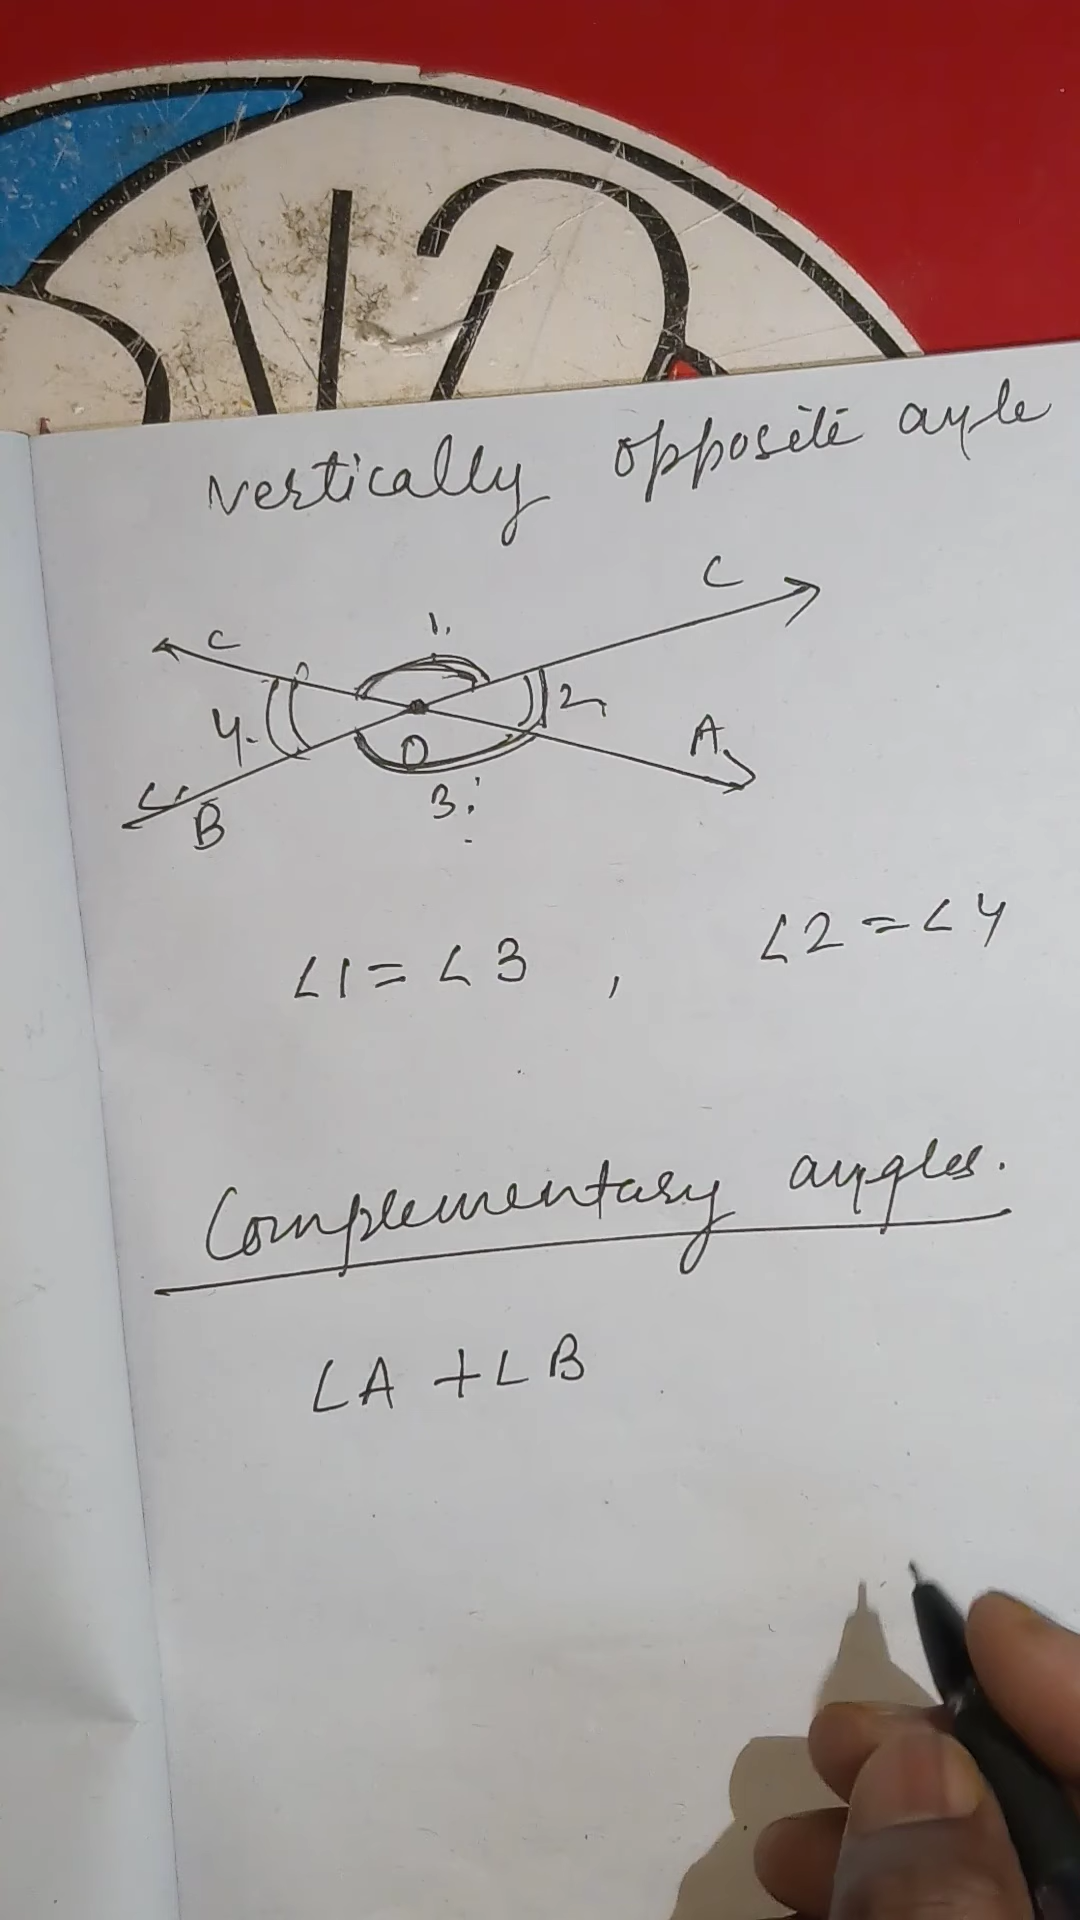 vertically opposite angle
C
C
1.
4.
2
A
O
B
3.
∠1 = ∠3 , ∠2 = ∠4
Complementary angles.
∠A + ∠B